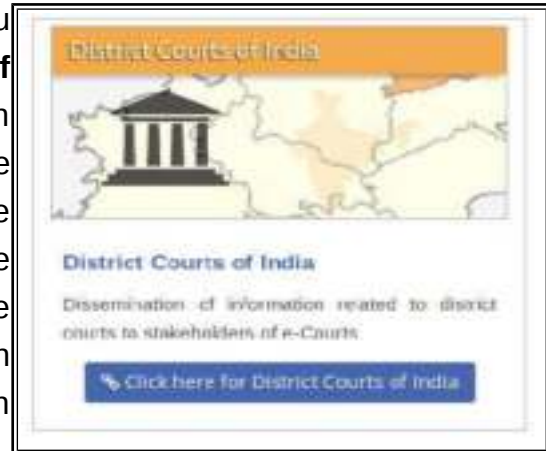 u
f
n
e
e
e
e
n
n
District Courts of India
District Courts of India
Dissemination of information related to district
courts to stakeholders of e-Courts
Click here for District Courts of India